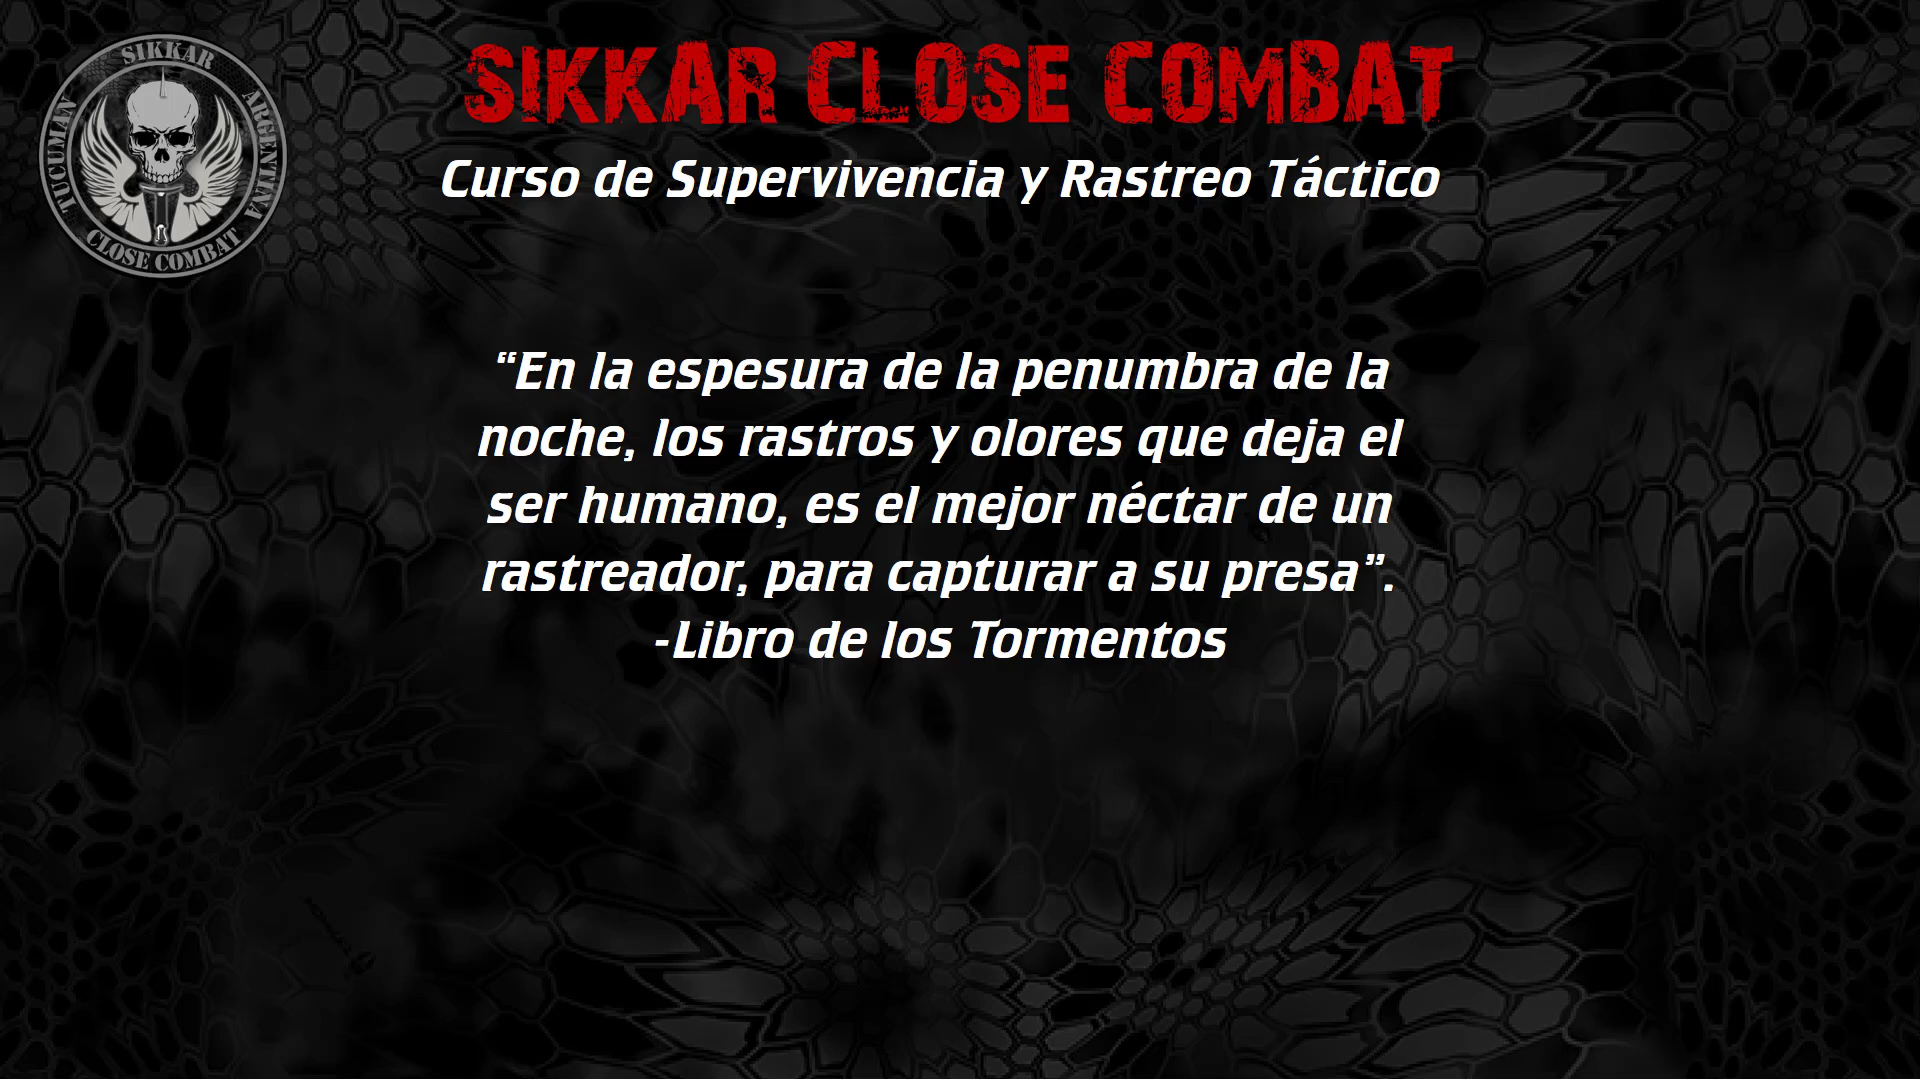 SIKKAR
TUCUMAN
ARGENTINA
CLOSE COMBAT
SIKKAR CLOSE COMBAT
Curso de Supervivencia y Rastreo Táctico
“En la espesura de la penumbra de la
noche, los rastros y olores que deja el
ser humano, es el mejor néctar de un
rastreador, para capturar a su presa”.
-Libro de los Tormentos